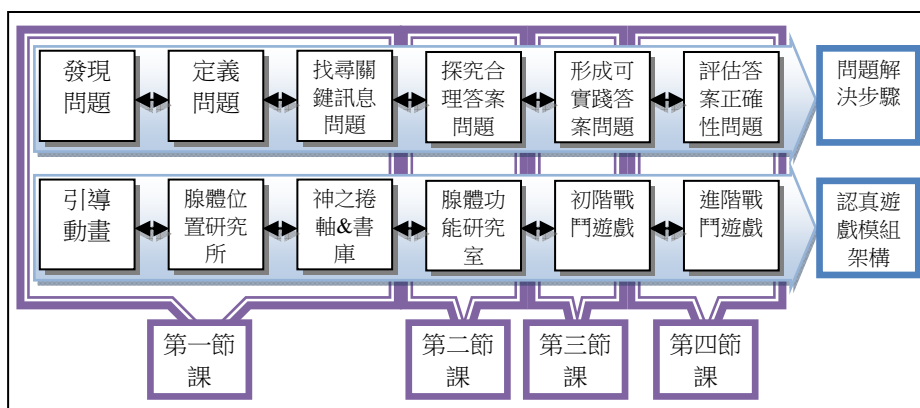 發現
問題
定義
問題
找尋關
鍵訊息
問題
探究合
理答案
問題
形成可
實踐答
案問題
評估答
案正確
性問題
問題解
決步驟
引導
動畫
腺體位
置研究
所
神之捲
軸&書
庫
腺體功
能研究
室
初階戰
鬥遊戲
進階戰
鬥遊戲
認真遊
戲模組
架構
第一節
課
第二節
課
第三節
課
第四節
課